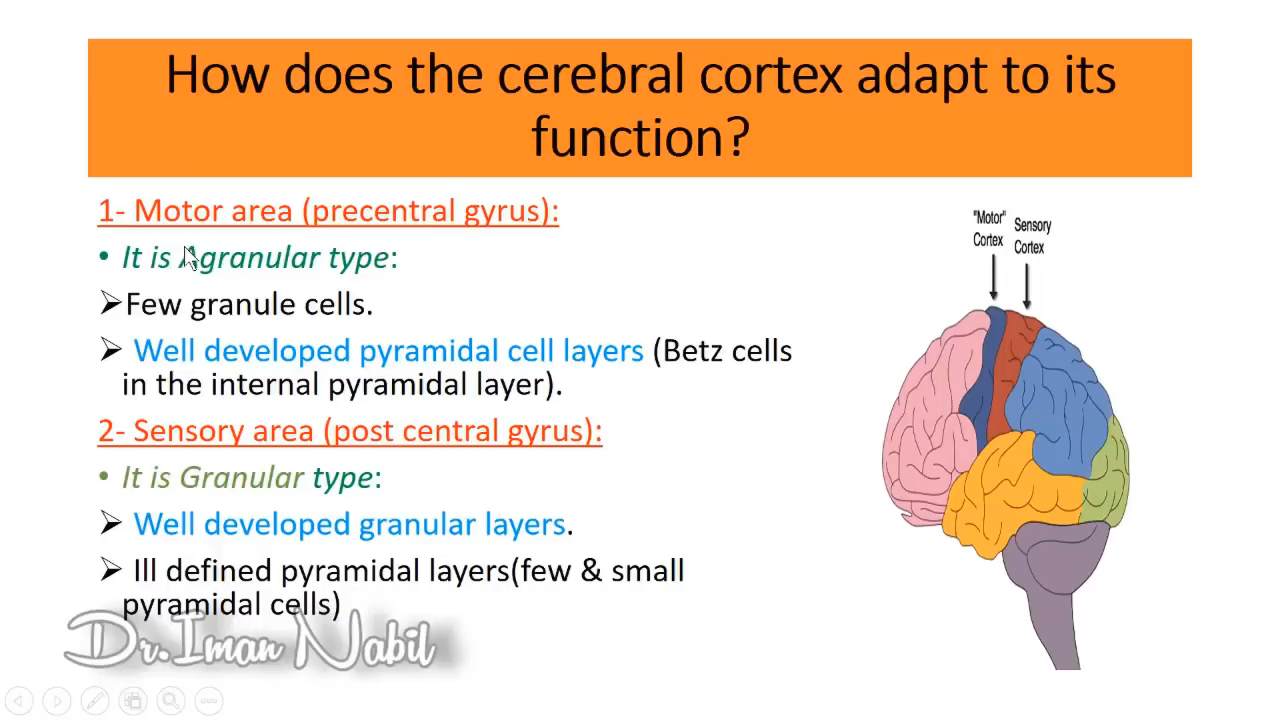 How does the cerebral cortex adapt to its
function?
1- Motor area (precentral gyrus):
• It is Agranular type:
➢Few granule cells.
➢ Well developed pyramidal cell layers (Betz cells
in the internal pyramidal layer).
2- Sensory area (post central gyrus):
• It is Granular type:
➢ Well developed granular layers.
➢ Ill defined pyramidal layers(few & small
pyramidal cells)
"Motor"
Cortex
Sensory
Cortex
Dr.Iman Nabil